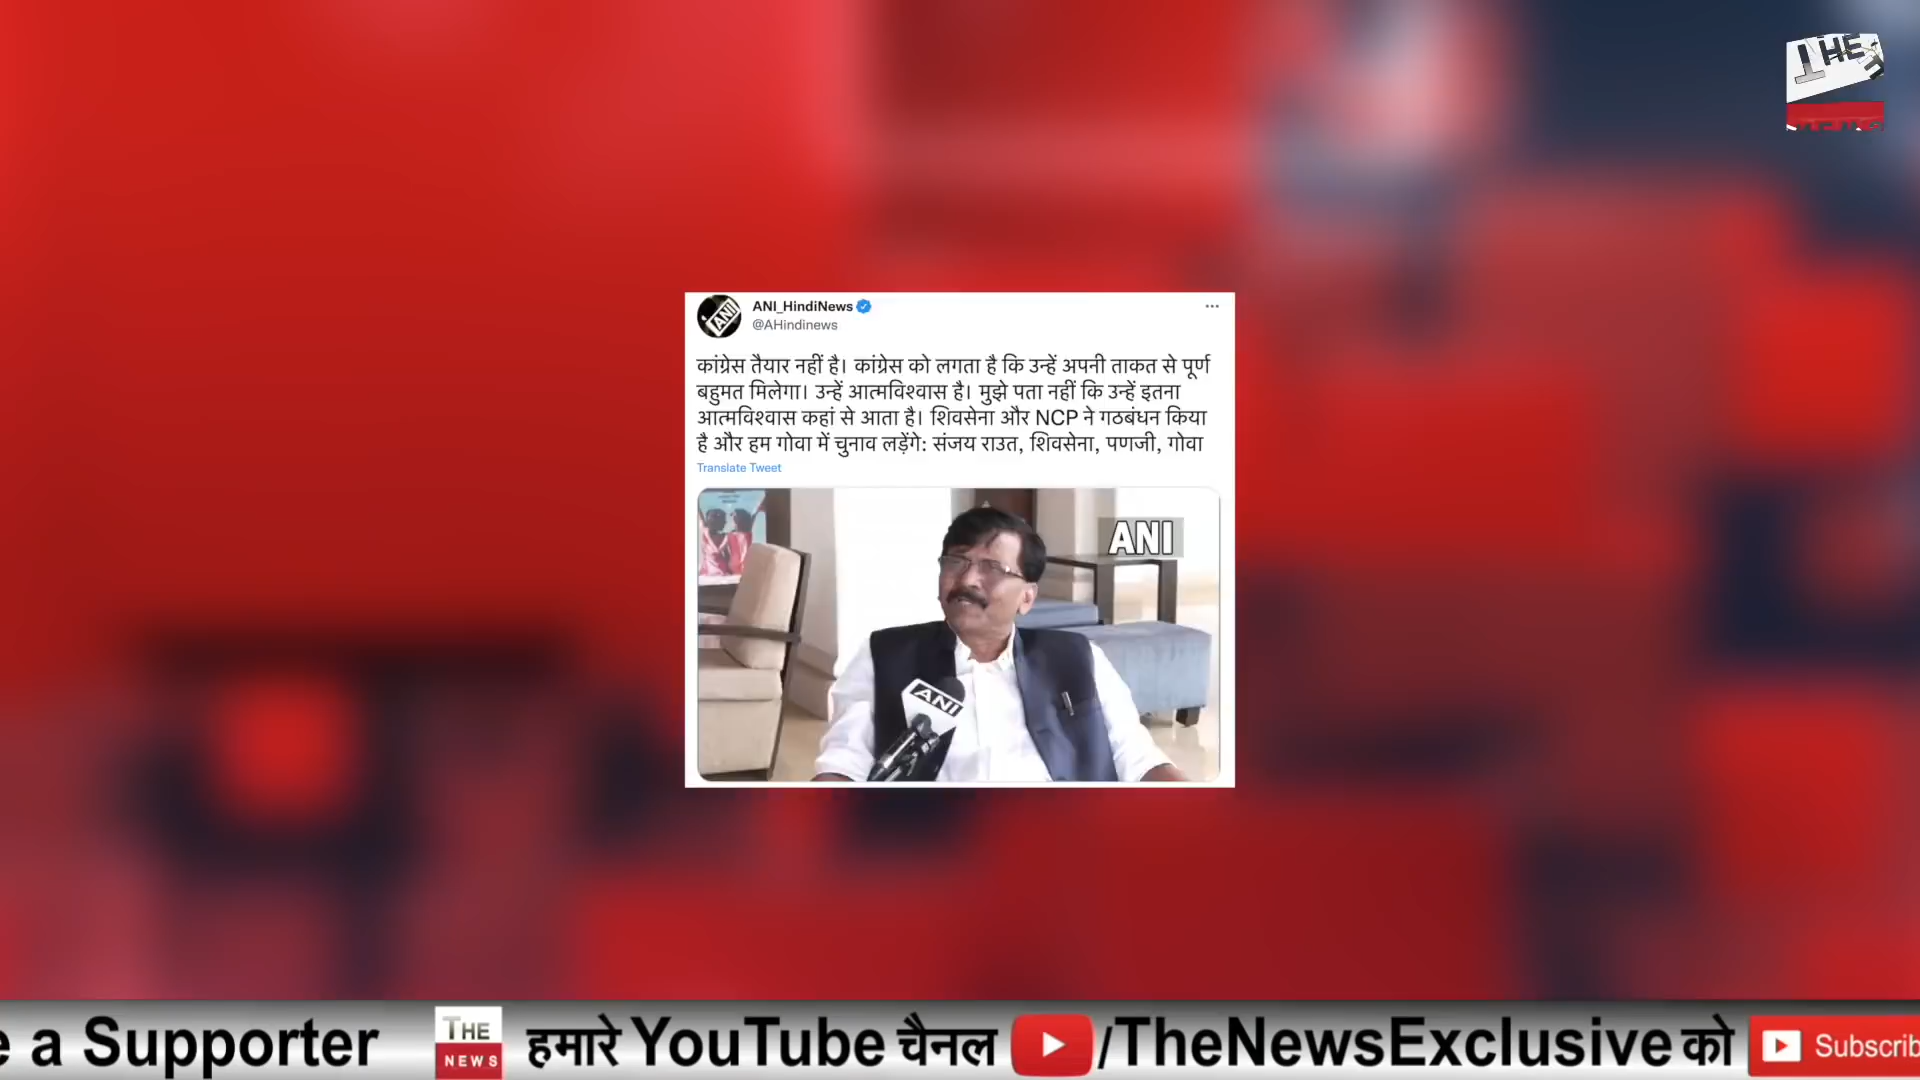 THE
NEWS
ANI_HindiNews
@AHindinews
कांग्रेस तैयार नहीं है। कांग्रेस को लगता है कि उन्हें अपनी ताकत से पूर्ण
बहुमत मिलेगा। उन्हें आत्मविश्वास है। मुझे पता नहीं कि उन्हें इतना
आत्मविश्वास कहां से आता है। शिवसेना और NCP ने गठबंधन किया
है और हम गोवा में चुनाव लड़ेंगे: संजय राउत, शिवसेना, पणजी, गोवा
Translate Tweet
ANI
ANI
e a Supporter THE NEWS हमारे YouTube चैनल /TheNewsExclusive को Subscrib